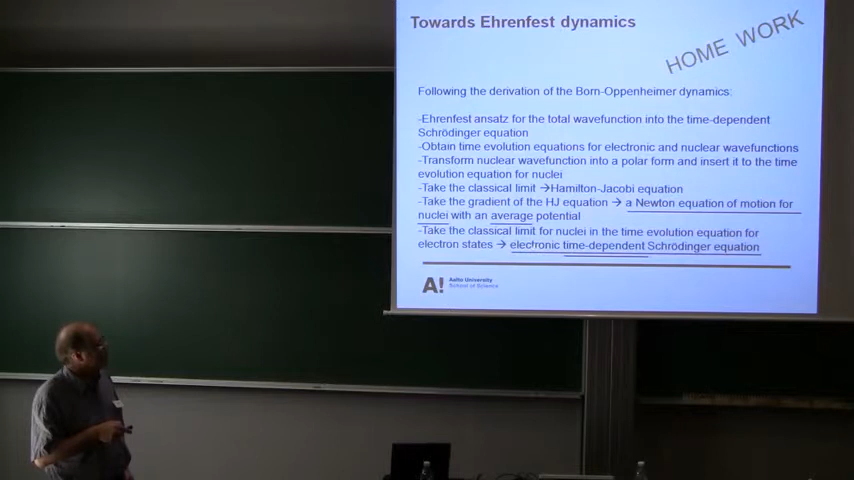 Towards Ehrenfest dynamics
HOME WORK
Following the derivation of the Born-Oppenheimer dynamics:
-Ehrenfest ansatz for the total wavefunction into the time-dependent
Schrödinger equation
-Obtain time evolution equations for electronic and nuclear wavefunctions
-Transform nuclear wavefunction into a polar form and insert it to the time
evolution equation for nuclei
-Take the classical limit →Hamilton-Jacobi equation
-Take the gradient of the HJ equation → a Newton equation of motion for
nuclei with an average potential
-Take the classical limit for nuclei in the time evolution equation for
electron states → electronic time-dependent Schrödinger equation
A! Aalto University
School of Science